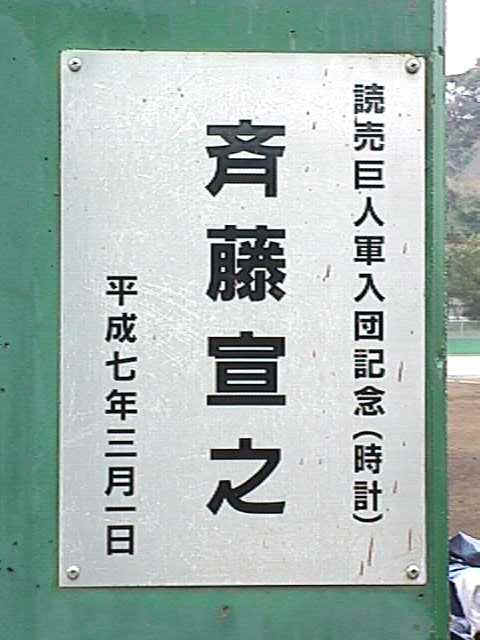 読売巨人軍入団記念(時計)
斉藤宣之
平成七年三月一日